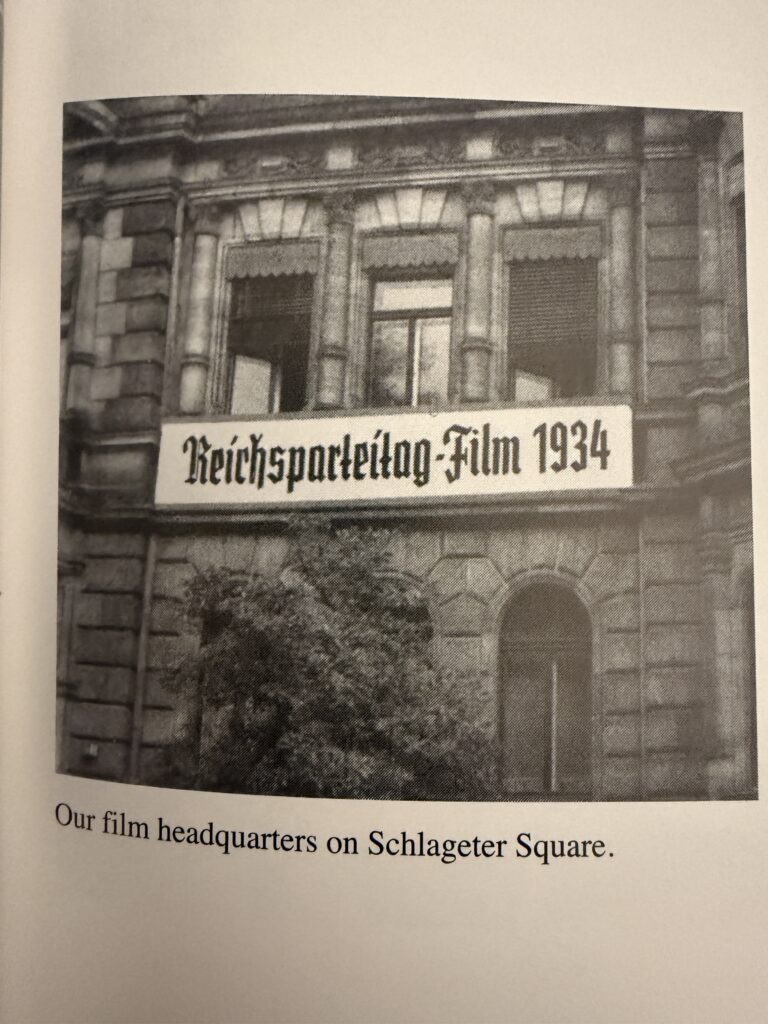 Reichsparteitag-Film 1934
Our film headquarters on Schlageter Square.